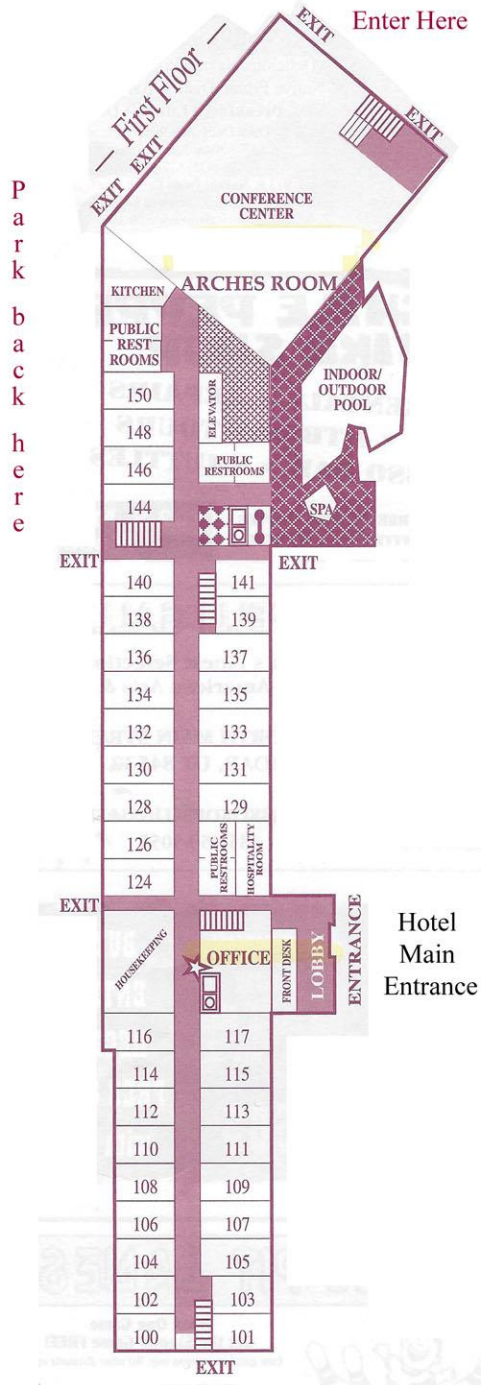 Enter Here
EXIT
— First Floor —
EXIT
EXIT
EXIT
CONFERENCE
CENTER
Park back here
ARCHES ROOM
KITCHEN
PUBLIC
REST
ROOMS
INDOOR/
OUTDOOR
POOL
150
ELEVATOR
148
PUBLIC
RESTROOMS
146
SPA
144
EXIT
EXIT
140
141
138
139
136
137
134
135
132
133
130
131
128
129
126
PUBLIC
RESTROOMS
HOSPITALITY
ROOM
124
EXIT
HOUSEKEEPING
OFFICE
FRONT DESK
LOBBY
ENTRANCE
Hotel
Main
Entrance
116
117
114
115
112
113
110
111
108
109
106
107
104
105
102
103
100
101
EXIT